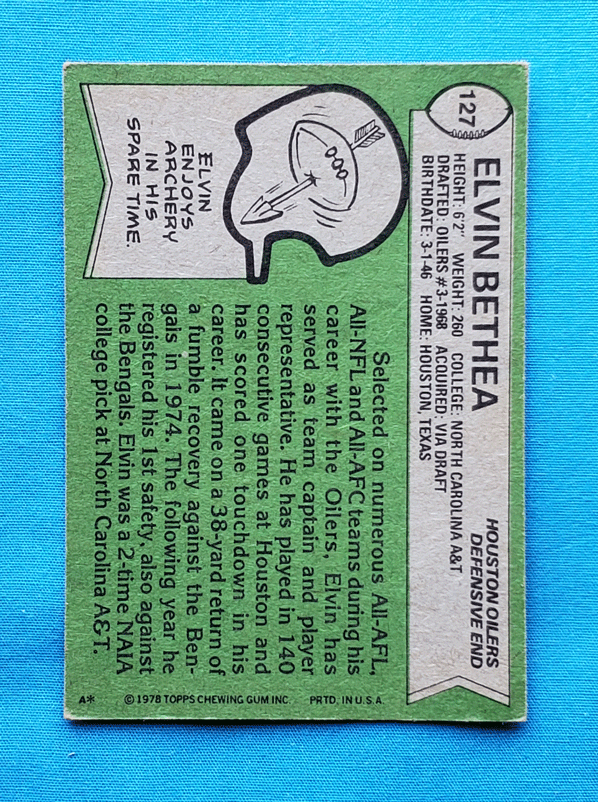 127
ELVIN BETHEA
HOUSTON OILERS
DEFENSIVE END
HEIGHT: 6'2" WEIGHT: 260 COLLEGE: NORTH CAROLINA A&T
DRAFTED: OILERS #3-1968 ACQUIRED: VIA DRAFT
BIRTHDATE: 3-1-46 HOME: HOUSTON, TEXAS
ELVIN
ENJOYS
ARCHERY
IN HIS
SPARE TIME.
Selected on numerous All-AFL,
All-NFL and All-AFC teams during his
career with the Oilers, Elvin has
served as team captain and player
representative. He has played in 140
consecutive games at Houston and
has scored one touchdown in his
career. It came on a 38-yard return of
a fumble recovery against the Ben-
gals in 1974. The following year he
registered his 1st safety, also against
the Bengals. Elvin was a 2-time NAIA
college pick at North Carolina A&T.
A* © 1978 TOPPS CHEWING GUM INC. PRTD. IN U.S.A.